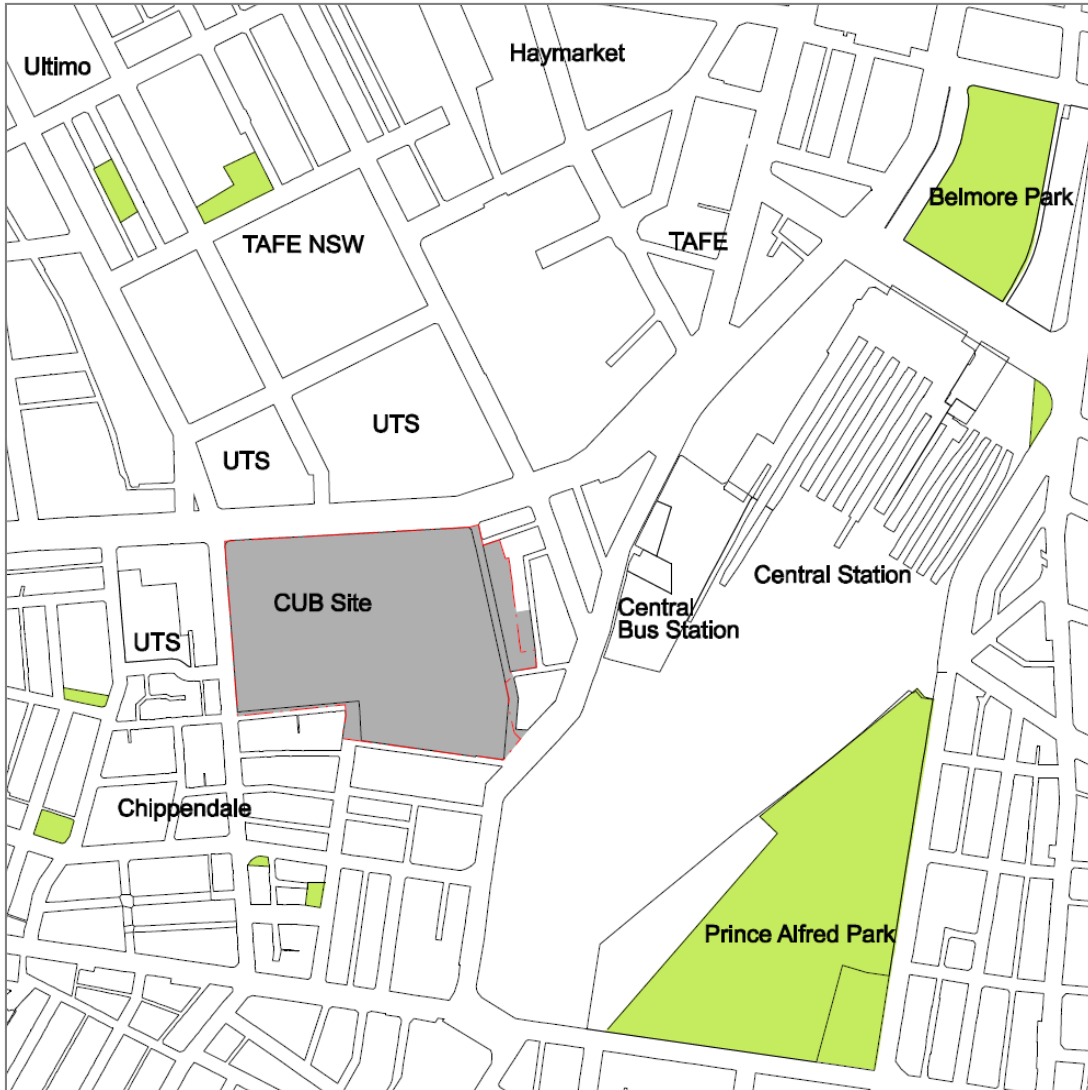 Haymarket
Ultimo
Belmore Park
TAFE NSW
TAFE
UTS
UTS
Central Station
CUB Site
Central
Bus Station
UTS
Chippendale
Prince Alfred Park